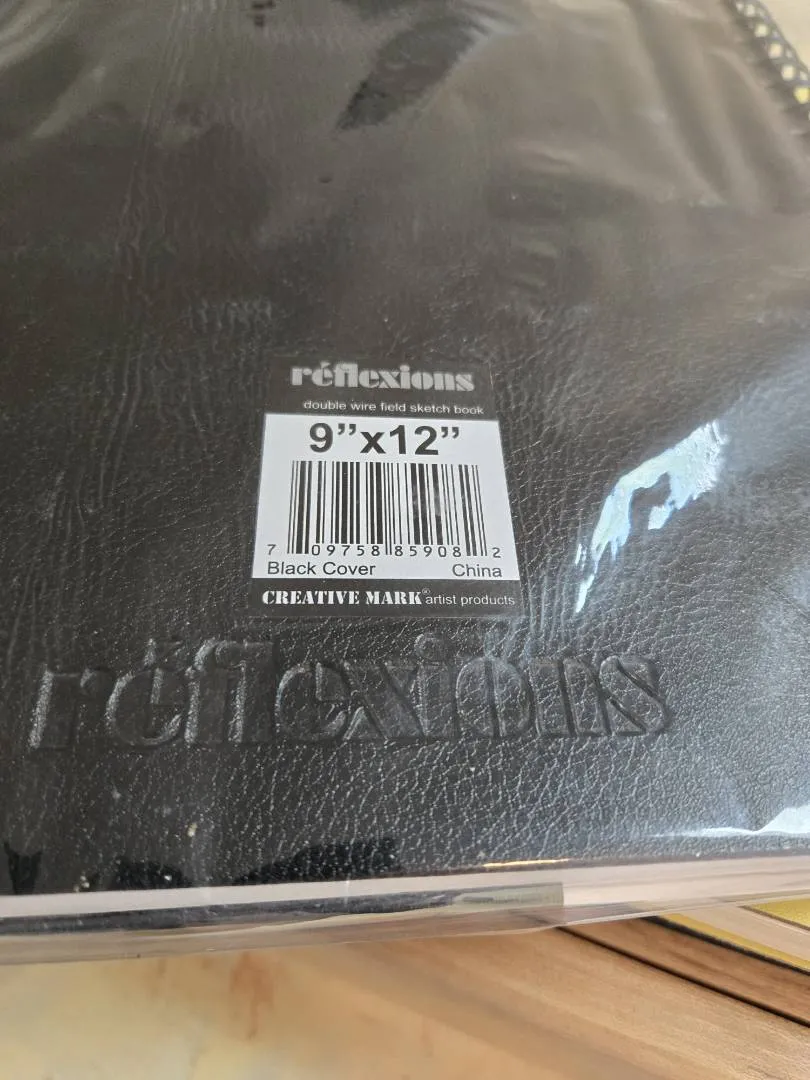 réflexions
double wire field sketch book
9”x12”
7 09758 85908 2
Black Cover China
CREATIVE MARK® artist products
réflexions